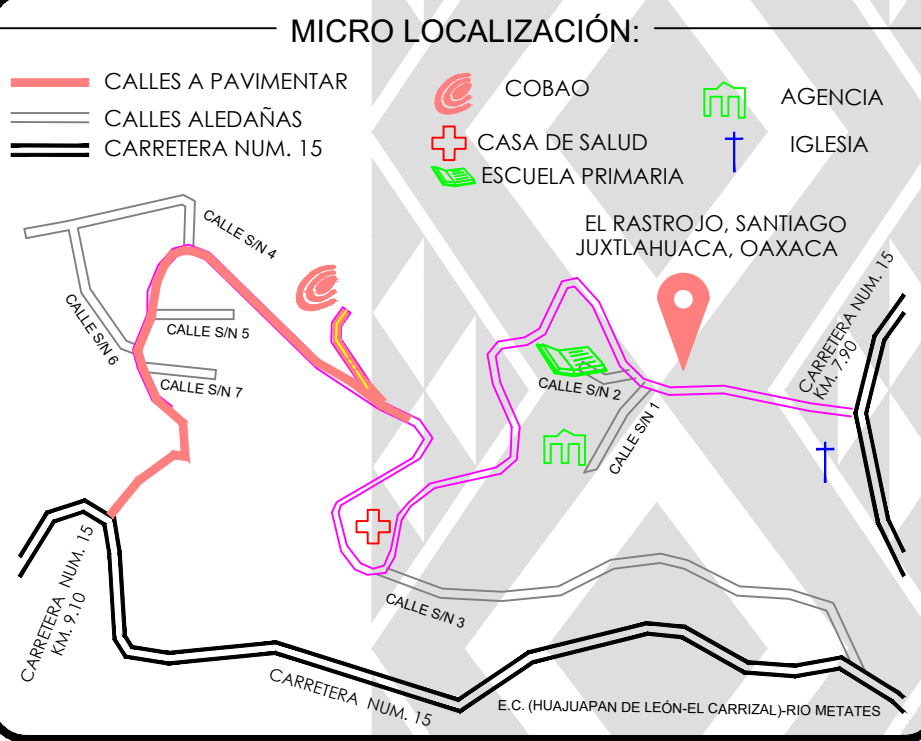 MICRO LOCALIZACIÓN:
CALLES A PAVIMENTAR
CALLES ALEDAÑAS
CARRETERA NUM. 15
COBAO
CASA DE SALUD
ESCUELA PRIMARIA
AGENCIA
IGLESIA
EL RASTROJO, SANTIAGO
JUXTLAHUACA, OAXACA
CALLE S/N 4
CALLE S/N 5
CALLE S/N 6
CALLE S/N 7
CALLE S/N 2
CALLE S/N 1
CARRETERA NUM. 15
KM. 7.90
CARRETERA NUM. 15
KM. 9.10
CALLE S/N 3
CARRETERA NUM. 15
E.C. (HUAJUAPAN DE LEÓN-EL CARRIZAL)-RIO METATES